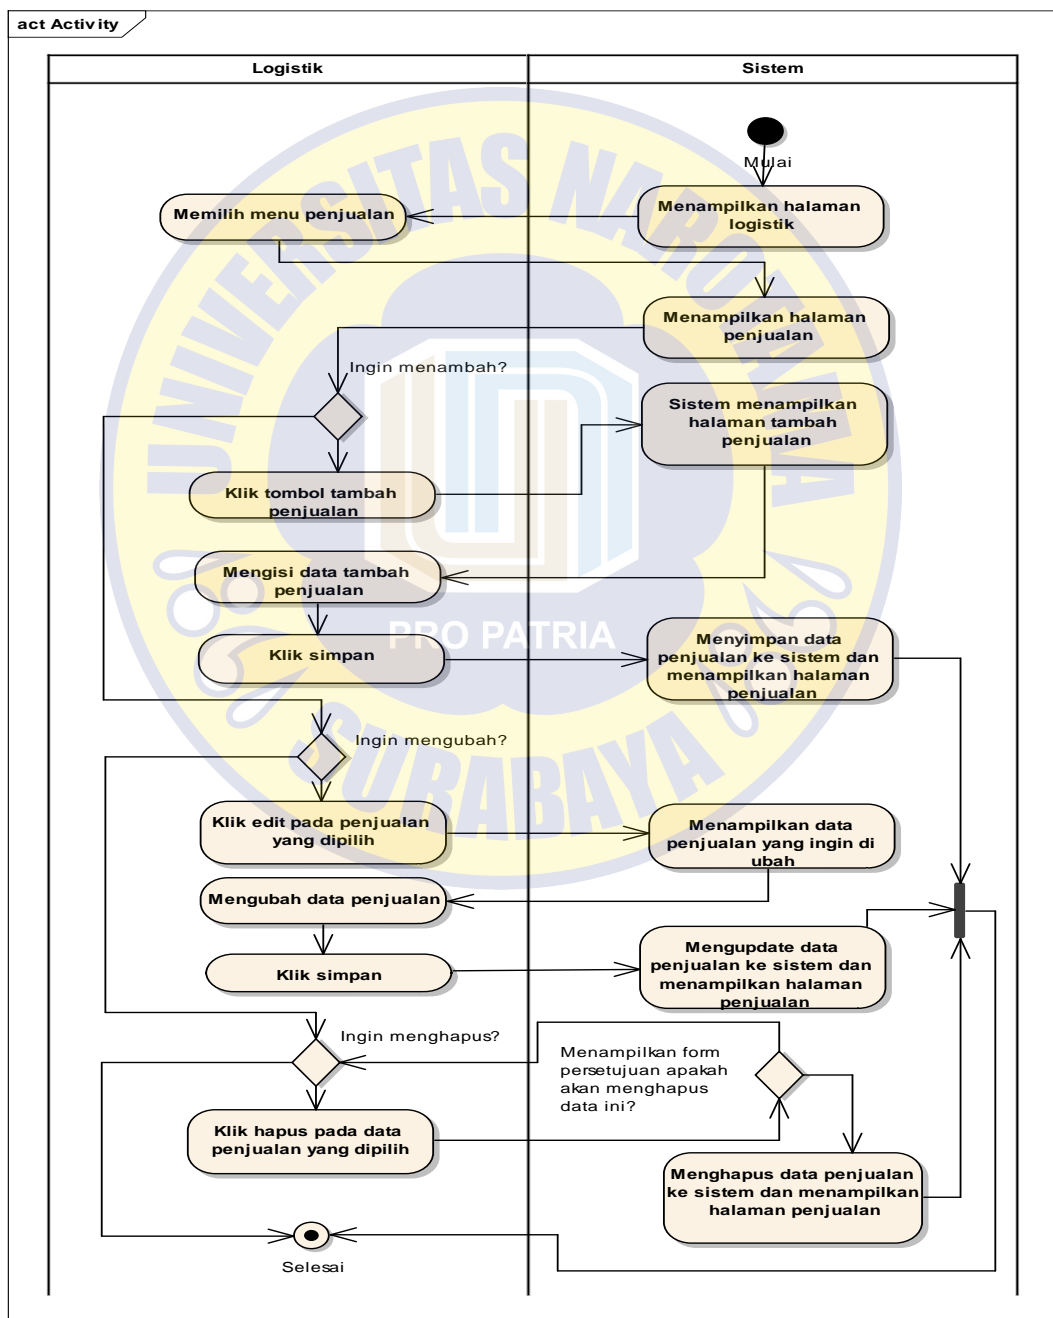 act Activity
Logistik
Sistem
Mulai
Menampilkan halaman
logistik
Memilih menu penjualan
Menampilkan halaman
penjualan
Ingin menambah?
Sistem menampilkan
halaman tambah
penjualan
Klik tombol tambah
penjualan
Mengisi data tambah
penjualan
Klik simpan
Menyimpan data
penjualan ke sistem dan
menampilkan halaman
penjualan
Ingin mengubah?
Klik edit pada penjualan
yang dipilih
Menampilkan data
penjualan yang ingin di
ubah
Mengubah data penjualan
Klik simpan
Mengupdate data
penjualan ke sistem dan
menampilkan halaman
penjualan
Ingin menghapus?
Menampilkan form
persetujuan apakah
akan menghapus
data ini?
Klik hapus pada data
penjualan yang dipilih
Menghapus data penjualan
ke sistem dan menampilkan
halaman penjualan
Selesai
UNIVERSITAS NAROTAMA
PRO PATRIA
SURABAYA